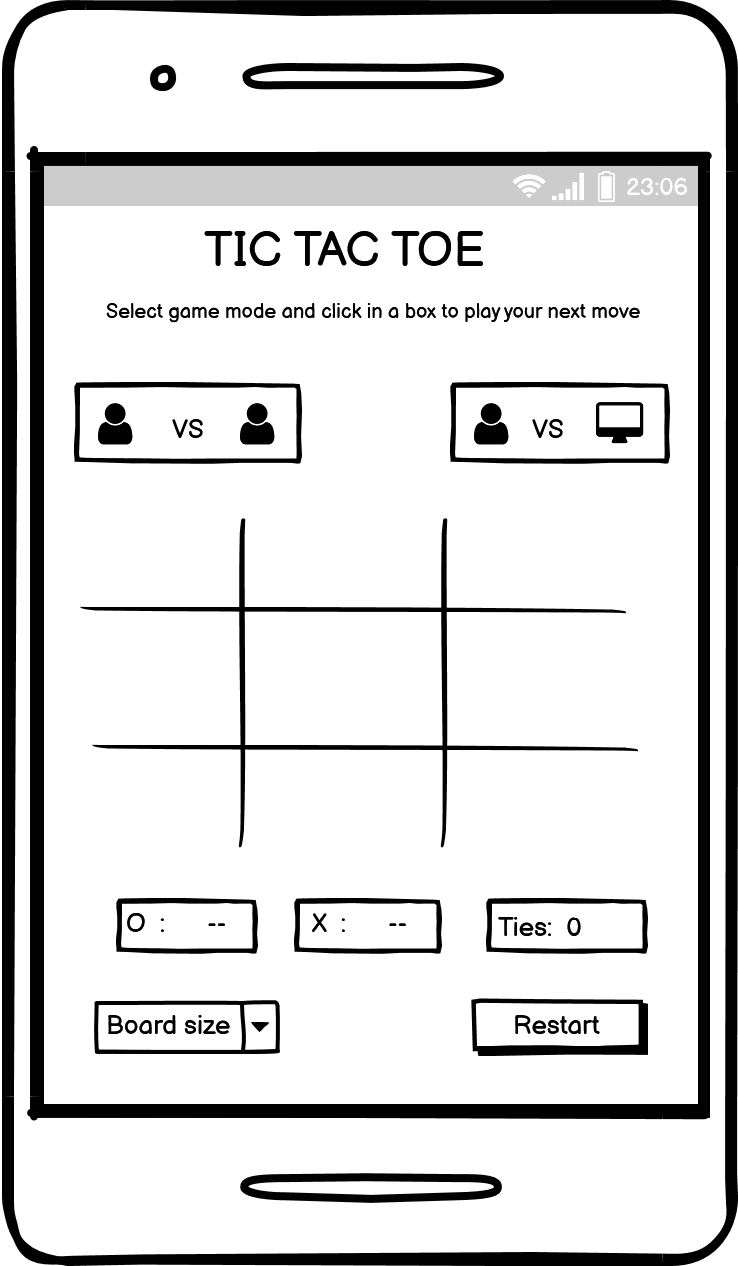 23:06
TIC TAC TOE
Select game mode and click in a box to play your next move
VS VS
O : -- X : -- Ties: 0
Board size Restart